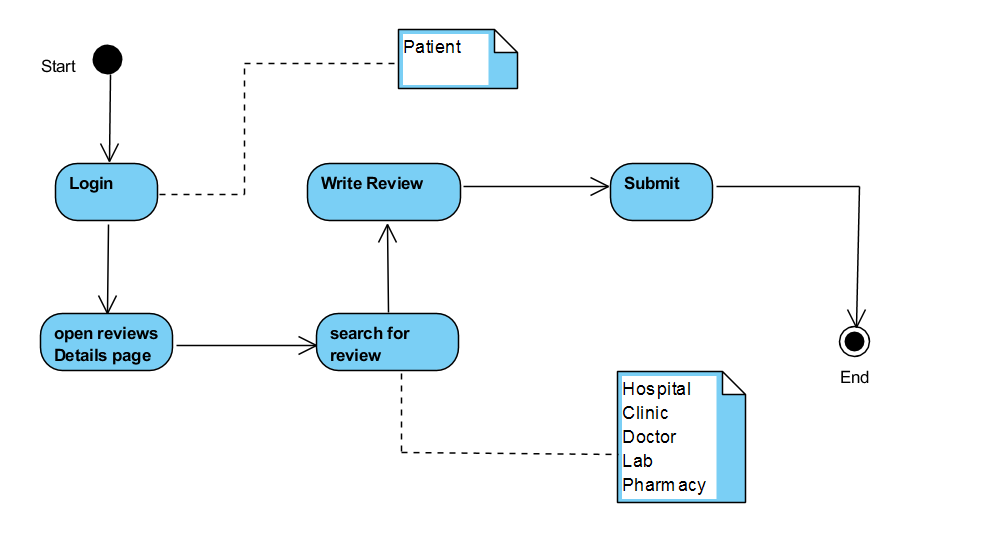 Patient
Start
Login
Write Review
Submit
open reviews
Details page
search for
review
End
Hospital
Clinic
Doctor
Lab
Pharmacy